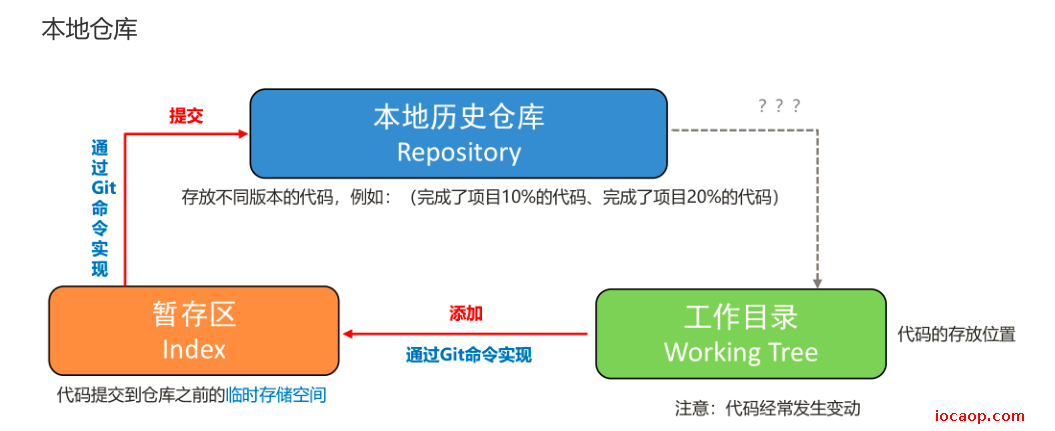 本地仓库
提交
本地历史仓库
Repository
？？？
通过Git命令实现
存放不同版本的代码，例如：（完成了项目10%的代码、完成了项目20%的代码）
暂存区
Index
添加
通过Git命令实现
工作目录
Working Tree
代码的存放位置
代码提交到仓库之前的临时存储空间
注意：代码经常发生变动
iocaop.com